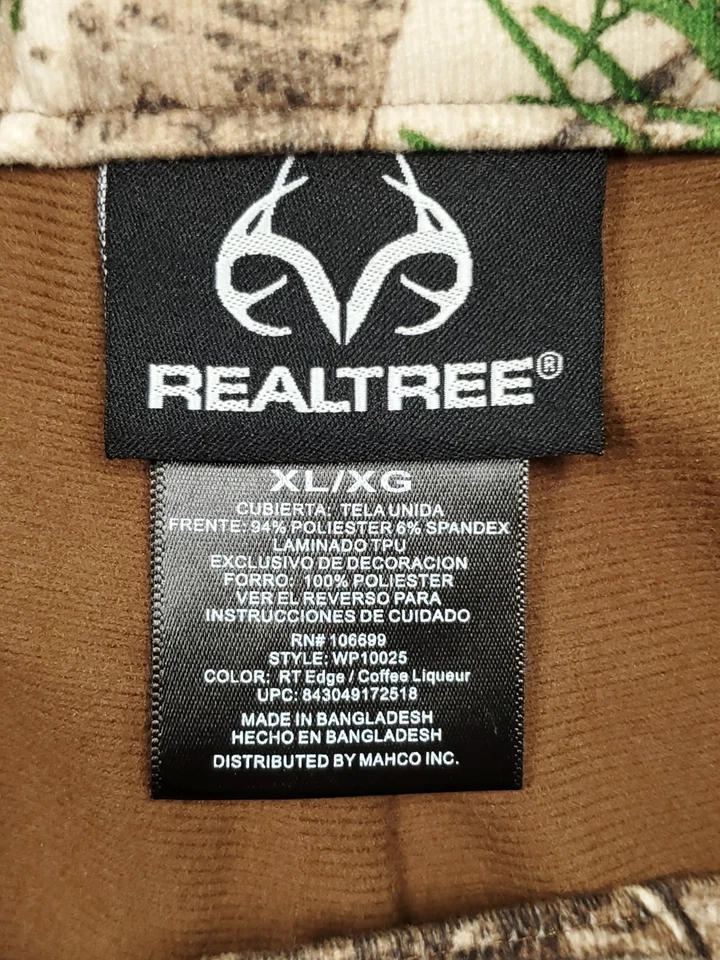 REALTREE®
XL/XG
CUBIERTA: TELA UNIDA
FRENTE: 94% POLIESTER 6% SPANDEX
LAMINADO TPU
EXCLUSIVO DE DECORACION
FORRO: 100% POLIESTER
VER EL REVERSO PARA
INSTRUCCIONES DE CUIDADO
RN# 106699
STYLE: WP10025
COLOR: RT Edge / Coffee Liqueur
UPC: 843049172518
MADE IN BANGLADESH
HECHO EN BANGLADESH
DISTRIBUTED BY MAHCO INC.